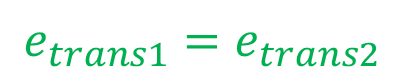 e_trans1 = e_trans2